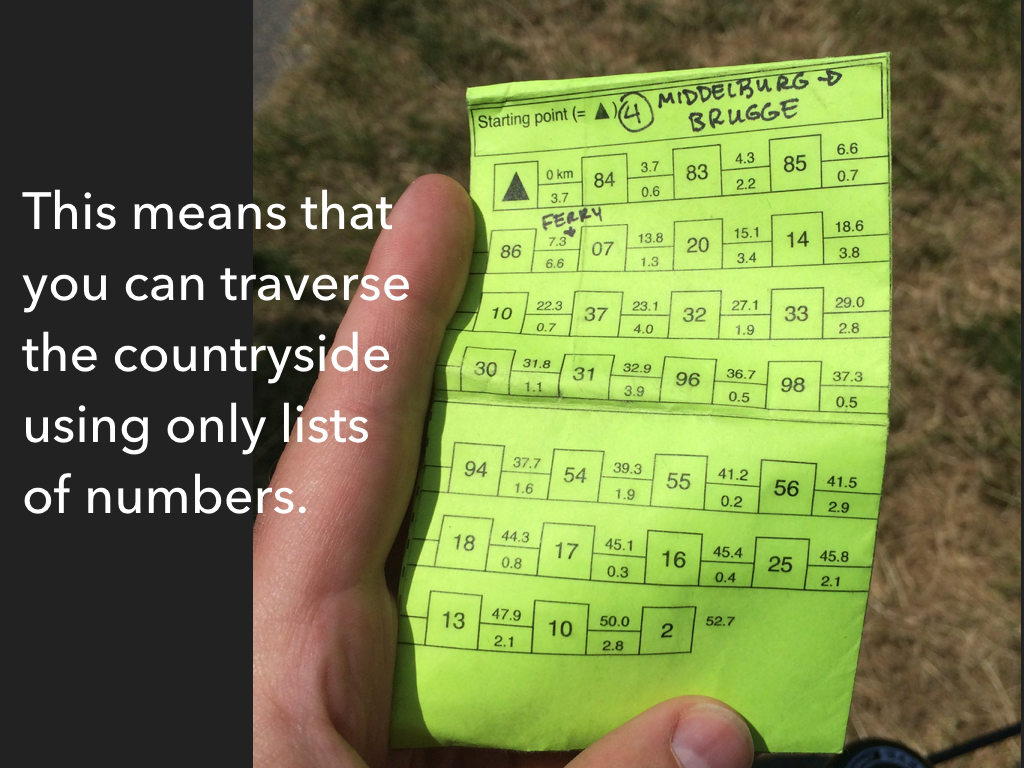 This means that
you can traverse
the countryside
using only lists
of numbers.
Starting point (= ▲) 4 MIDDELBURG →
BRUGGE
▲ 0 km 84 3.7 83 4.3 85 6.6
3.7 0.6 2.2 0.7
FERRY
86 7.3 07 13.8 20 15.1 14 18.6
6.6 1.3 3.4 3.8
10 22.3 37 23.1 32 27.1 33 29.0
0.7 4.0 1.9 2.8
30 31.8 31 32.9 96 36.7 98 37.3
1.1 3.9 0.5 0.5
94 37.7 54 39.3 55 41.2 56 41.5
1.6 1.9 0.2 2.9
18 44.3 17 45.1 16 45.4 25 45.8
0.8 0.3 0.4 2.1
13 47.9 10 50.0 2 52.7
2.1 2.8